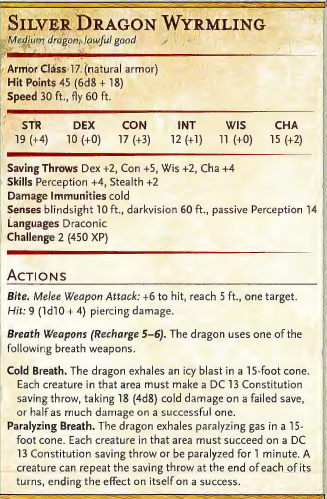 SILVER DRAGON WYRMLING
Medium dragon, lawful good
Armor Class 17 (natural armor)
Hit Points 45 (6d8 + 18)
Speed 30 ft., fly 60 ft.
STR DEX CON INT WIS CHA
19 (+4) 10 (+0) 17 (+3) 12 (+1) 11 (+0) 15 (+2)
Saving Throws Dex +2, Con +5, Wis +2, Cha +4
Skills Perception +4, Stealth +2
Damage Immunities cold
Senses blindsight 10 ft., darkvision 60 ft., passive Perception 14
Languages Draconic
Challenge 2 (450 XP)
ACTIONS
Bite. Melee Weapon Attack: +6 to hit, reach 5 ft., one target.
Hit: 9 (1d10 + 4) piercing damage.
Breath Weapons (Recharge 5–6). The dragon uses one of the
following breath weapons.
Cold Breath. The dragon exhales an icy blast in a 15-foot cone.
Each creature in that area must make a DC 13 Constitution
saving throw, taking 18 (4d8) cold damage on a failed save,
or half as much damage on a successful one.
Paralyzing Breath. The dragon exhales paralyzing gas in a 15-
foot cone. Each creature in that area must succeed on a DC
13 Constitution saving throw or be paralyzed for 1 minute. A
creature can repeat the saving throw at the end of each of its
turns, ending the effect on itself on a success.